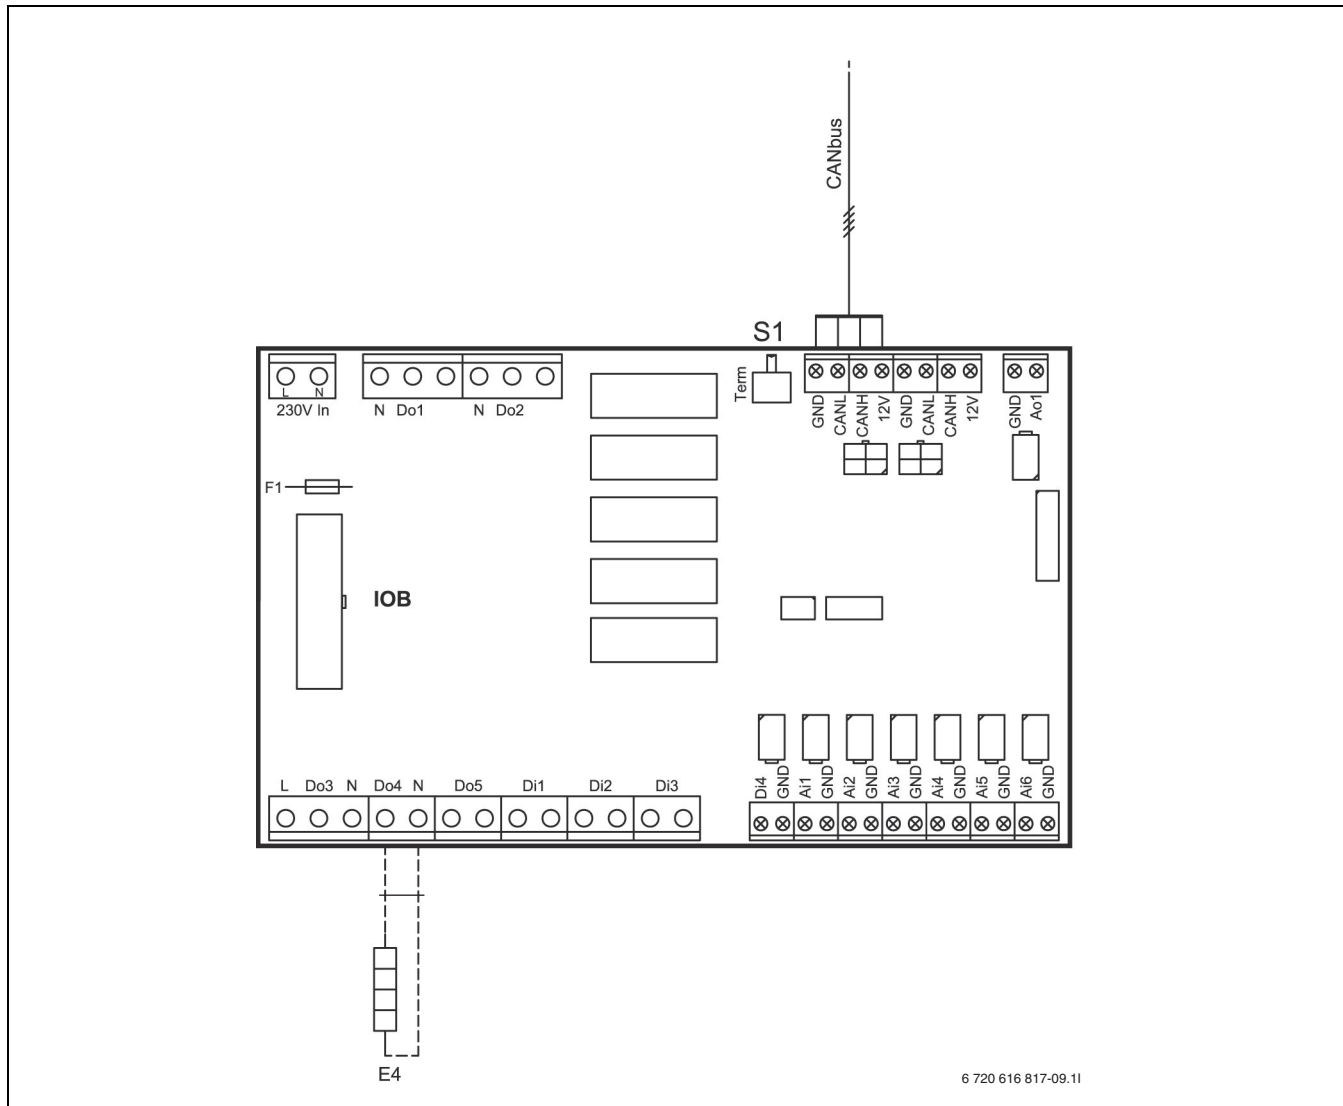 CANbus
S1
Term
L N
230V In
N Do1
N Do2
GND
CANL
CANH
12V
GND
CANL
CANH
12V
GND
Ao1
F1
IOB
L Do3 N Do4 N Do5 Di1 Di2 Di3
Di4
GND
Ai1
GND
Ai2
GND
Ai3
GND
Ai4
GND
Ai5
GND
Ai6
GND
E4
6 720 616 817-09.1I